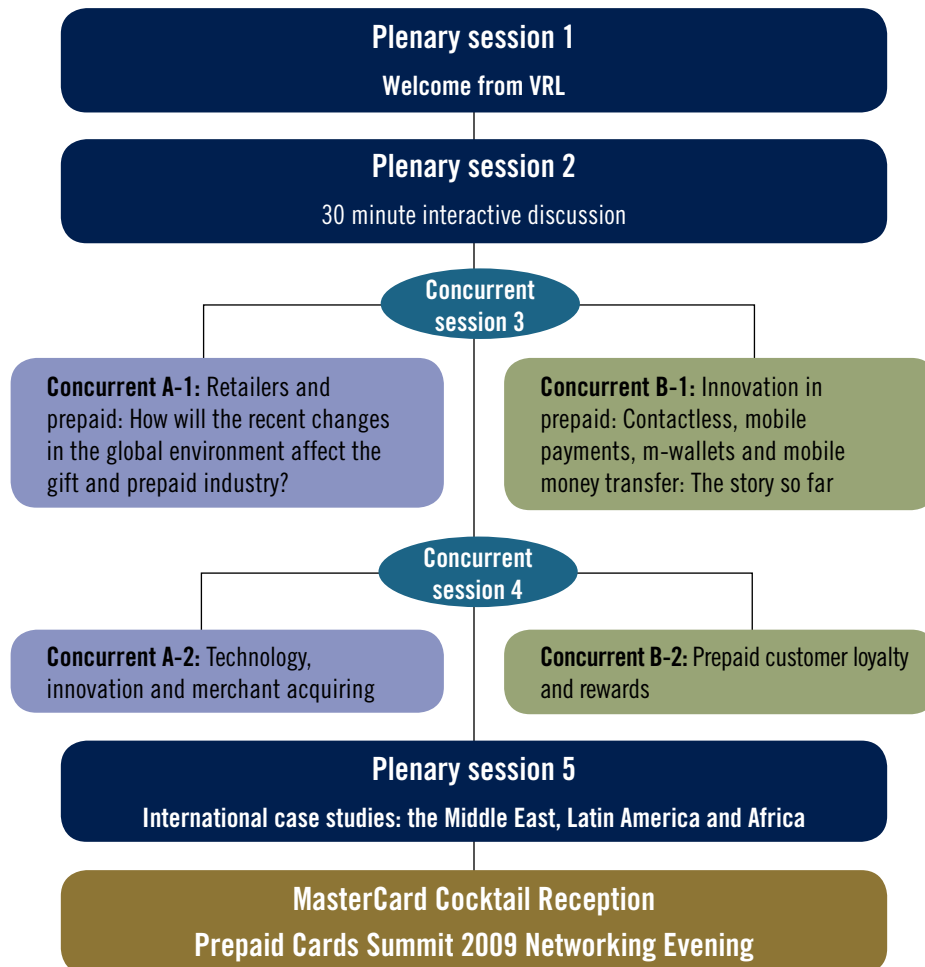 Plenary session 1
Welcome from VRL
Plenary session 2
30 minute interactive discussion
Concurrent
session 3
Concurrent A-1: Retailers and
prepaid: How will the recent changes
in the global environment affect the
gift and prepaid industry?
Concurrent B-1: Innovation in
prepaid: Contactless, mobile
payments, m-wallets and mobile
money transfer: The story so far
Concurrent
session 4
Concurrent A-2: Technology,
innovation and merchant acquiring
Concurrent B-2: Prepaid customer loyalty
and rewards
Plenary session 5
International case studies: the Middle East, Latin America and Africa
MasterCard Cocktail Reception
Prepaid Cards Summit 2009 Networking Evening